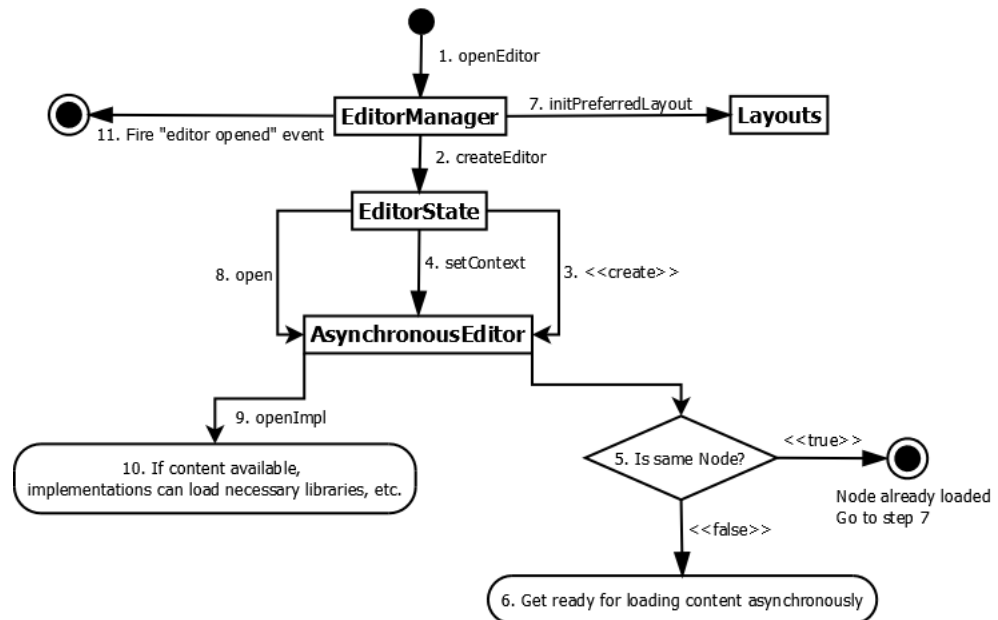 1. openEditor
EditorManager
7. initPreferredLayout
Layouts
11. Fire "editor opened" event
2. createEditor
EditorState
8. open
4. setContext
3. <<create>>
AsynchronousEditor
9. openImpl
10. If content available,
implementations can load necessary libraries, etc.
5. Is same Node?
<<true>>
Node already loaded
Go to step 7
<<false>>
6. Get ready for loading content asynchronously